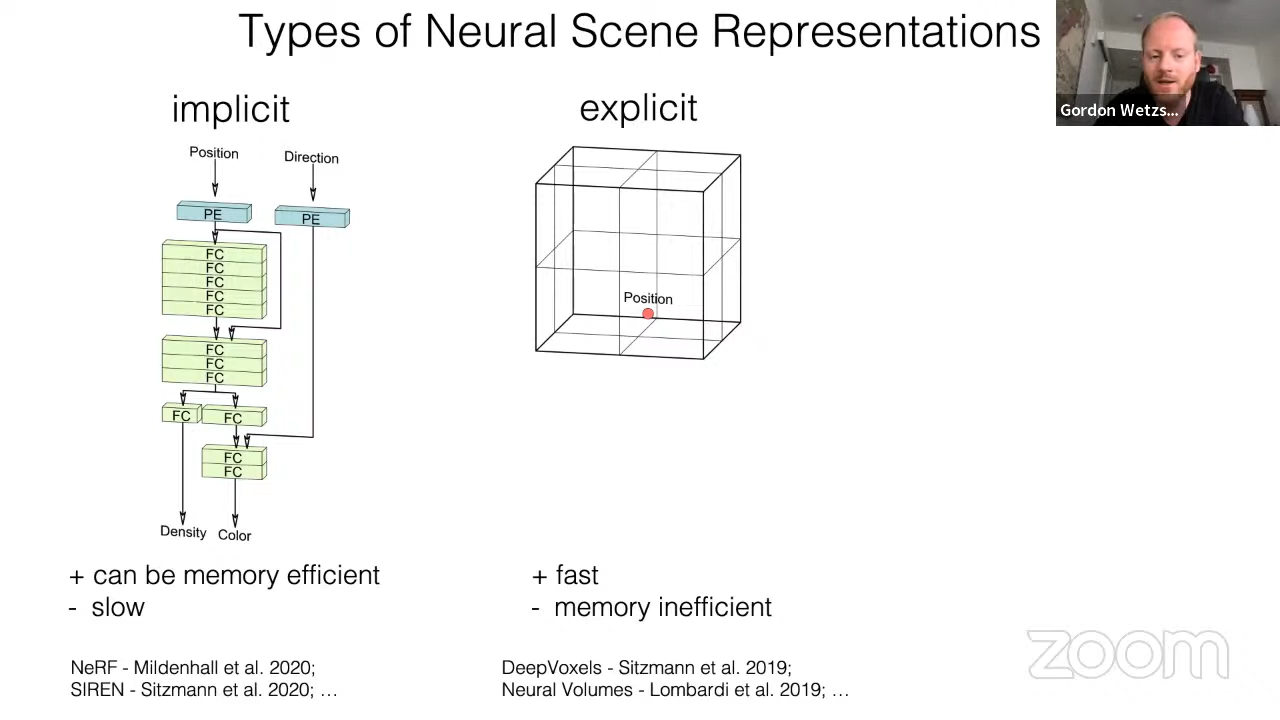 Types of Neural Scene Representations
Gordon Wetzs...
implicit
explicit
Position
Direction
PE
PE
FC
FC
FC
FC
FC
FC
FC
FC
FC
FC
FC
FC
Density
Color
Position
+ can be memory efficient
- slow
+ fast
- memory inefficient
NeRF - Mildenhall et al. 2020;
SIREN - Sitzmann et al. 2020; …
DeepVoxels - Sitzmann et al. 2019;
Neural Volumes - Lombardi et al. 2019; …
zoom